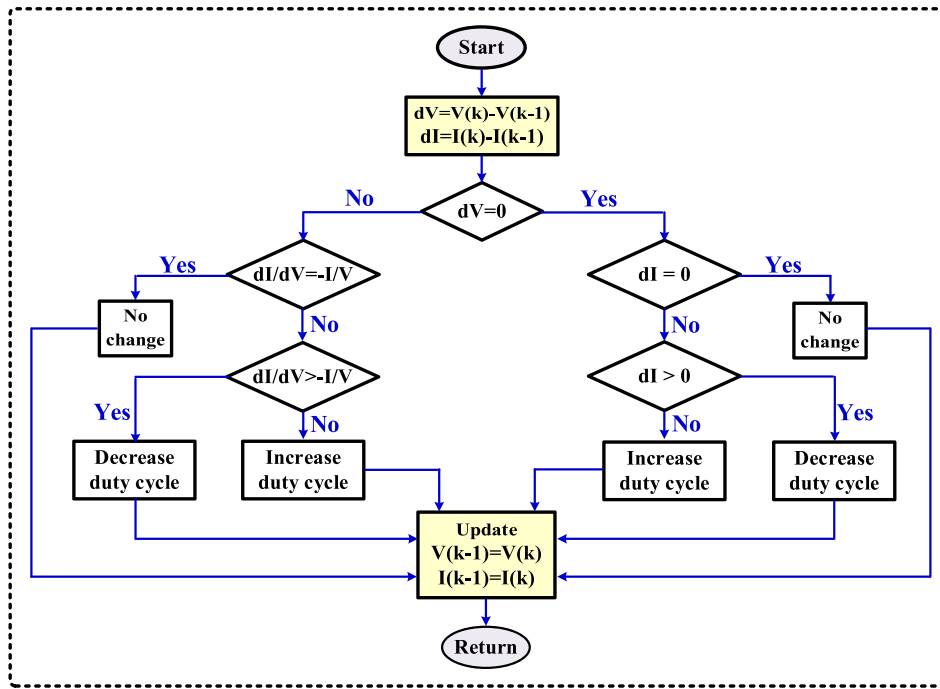 Start
dV=V(k)-V(k-1)
dI=I(k)-I(k-1)
No
dV=0
Yes
Yes
dI/dV=-I/V
dI = 0
Yes
No
change
No
No
No
change
dI/dV>-I/V
dI > 0
Yes
No
No
Yes
Decrease
duty cycle
Increase
duty cycle
Increase
duty cycle
Decrease
duty cycle
Update
V(k-1)=V(k)
I(k-1)=I(k)
Return